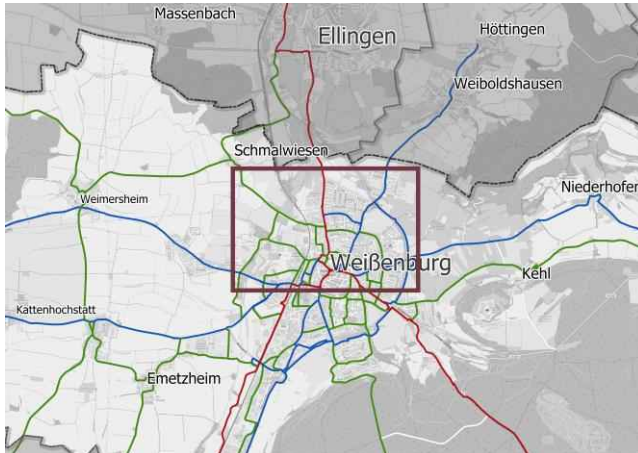 Massenbach
Ellingen
Höttingen
Weiboldshausen
Schmalwiesen
Niederhofen
Weimersheim
Weißenburg
Kehl
Kattenhochstatt
Emetzheim